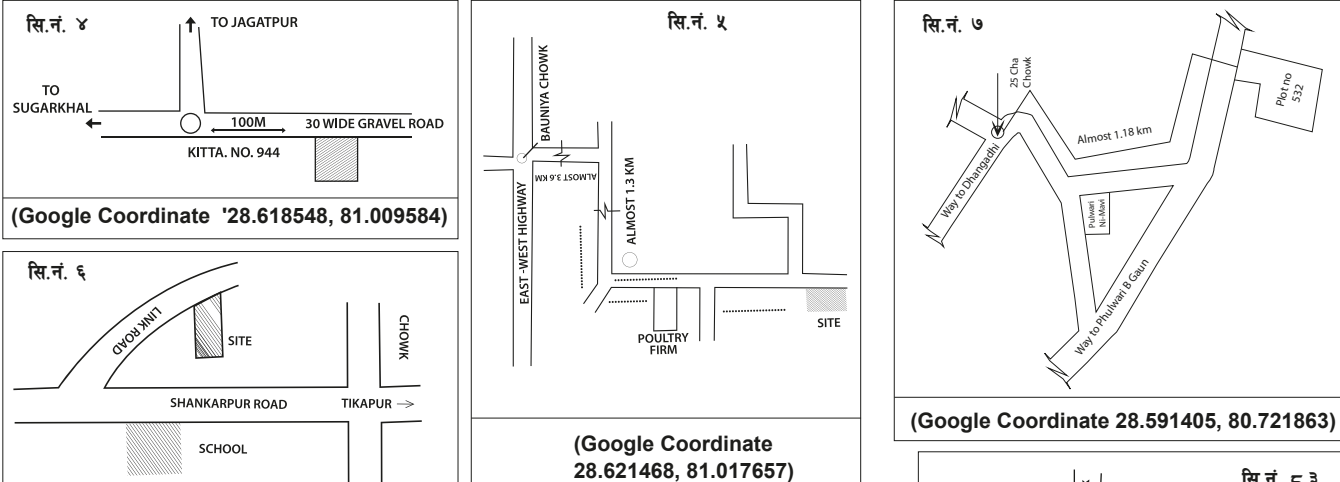 सि.नं. ४
TO JAGATPUR
TO
SUGARKHAL
100M
30 WIDE GRAVEL ROAD
KITTA. NO. 944
(Google Coordinate '28.618548, 81.009584)
सि.नं. ५
BAUNIYA CHOWK
ALMOST 3.6 KM
EAST -WEST HIGHWAY
ALMOST 1.3 KM
POULTRY
FIRM
SITE
(Google Coordinate
28.621468, 81.017657)
सि.नं. ६
LINK ROAD
SITE
CHOWK
SHANKARPUR ROAD
TIKAPUR →
SCHOOL
सि.नं. ७
25 Cha
Chowk
Plot no
532
Almost 1.18 km
Way to Dhangadhi
Pulwari
Ni-Mavi
Way to Phulwari B Gaun
(Google Coordinate 28.591405, 80.721863)
सि.नं. ८३